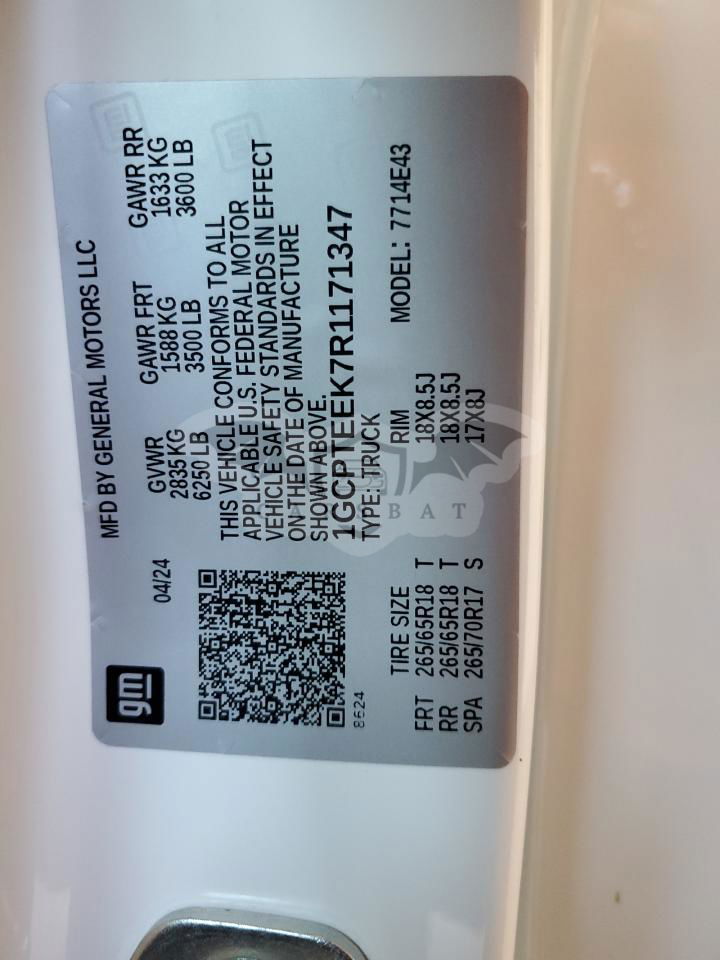 MFD BY GENERAL MOTORS LLC
gm
04/24 GVWR GAWR FRT GAWR RR
2835 KG 1588 KG 1633 KG
6250 LB 3500 LB 3600 LB
THIS VEHICLE CONFORMS TO ALL
APPLICABLE U.S. FEDERAL MOTOR
VEHICLE SAFETY STANDARDS IN EFFECT
ON THE DATE OF MANUFACTURE
SHOWN ABOVE.
1GCPTEEK7R1171347
8624
TYPE: TRUCK
TIRE SIZE RIM MODEL: 7714E43
FRT 265/65R18 T 18X8.5J
RR 265/65R18 T 18X8.5J
SPA 265/70R17 S 17X8J